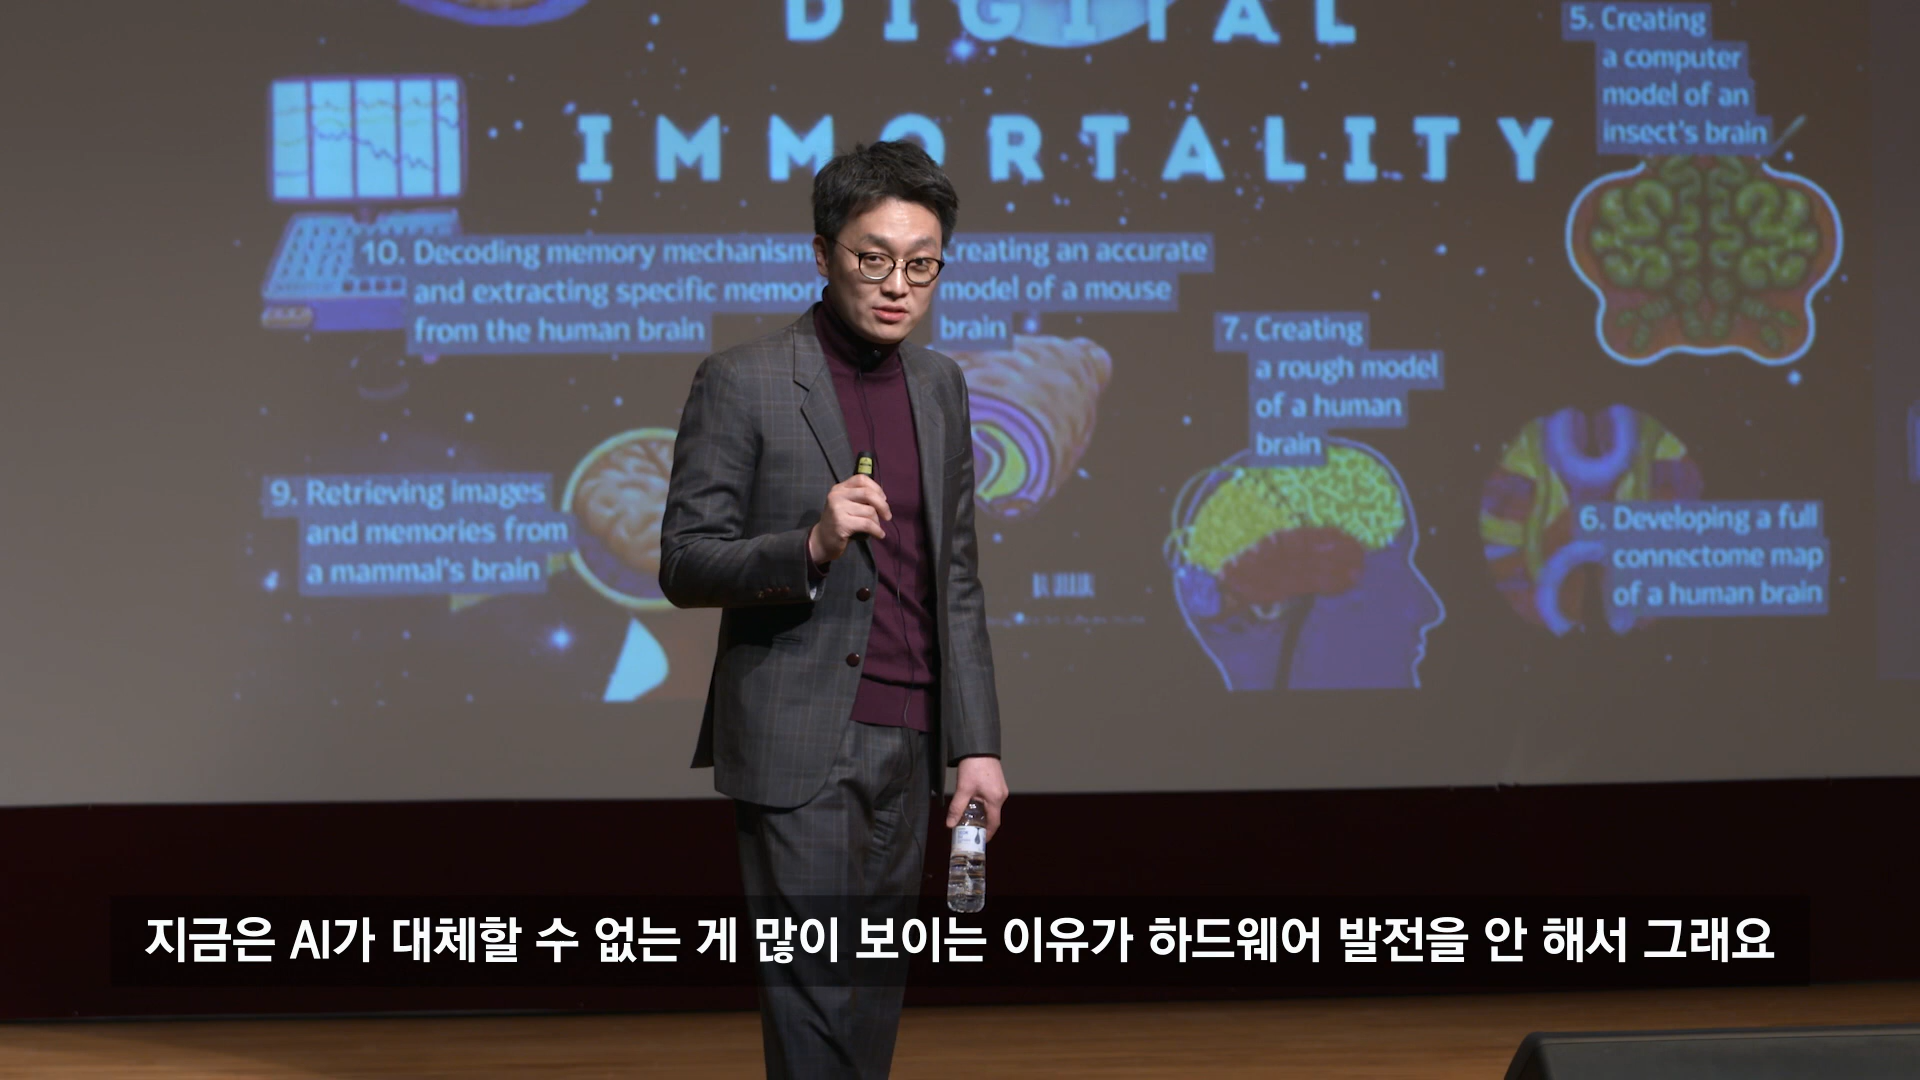 DIGITAL
IMMORTALITY
5. Creating
a computer
model of an
insect's brain
10. Decoding memory mechanism
and extracting specific
from the human brain
Creating an accurate
model of a mouse
brain
7. Creating
a rough model
of a human
brain
9. Retrieving images
and memories from
a mammal's brain
6. Developing a full
connectome map
of a human brain
지금은 AI가 대체할 수 없는 게 많이 보이는 이유가 하드웨어 발전을 안 해서 그래요